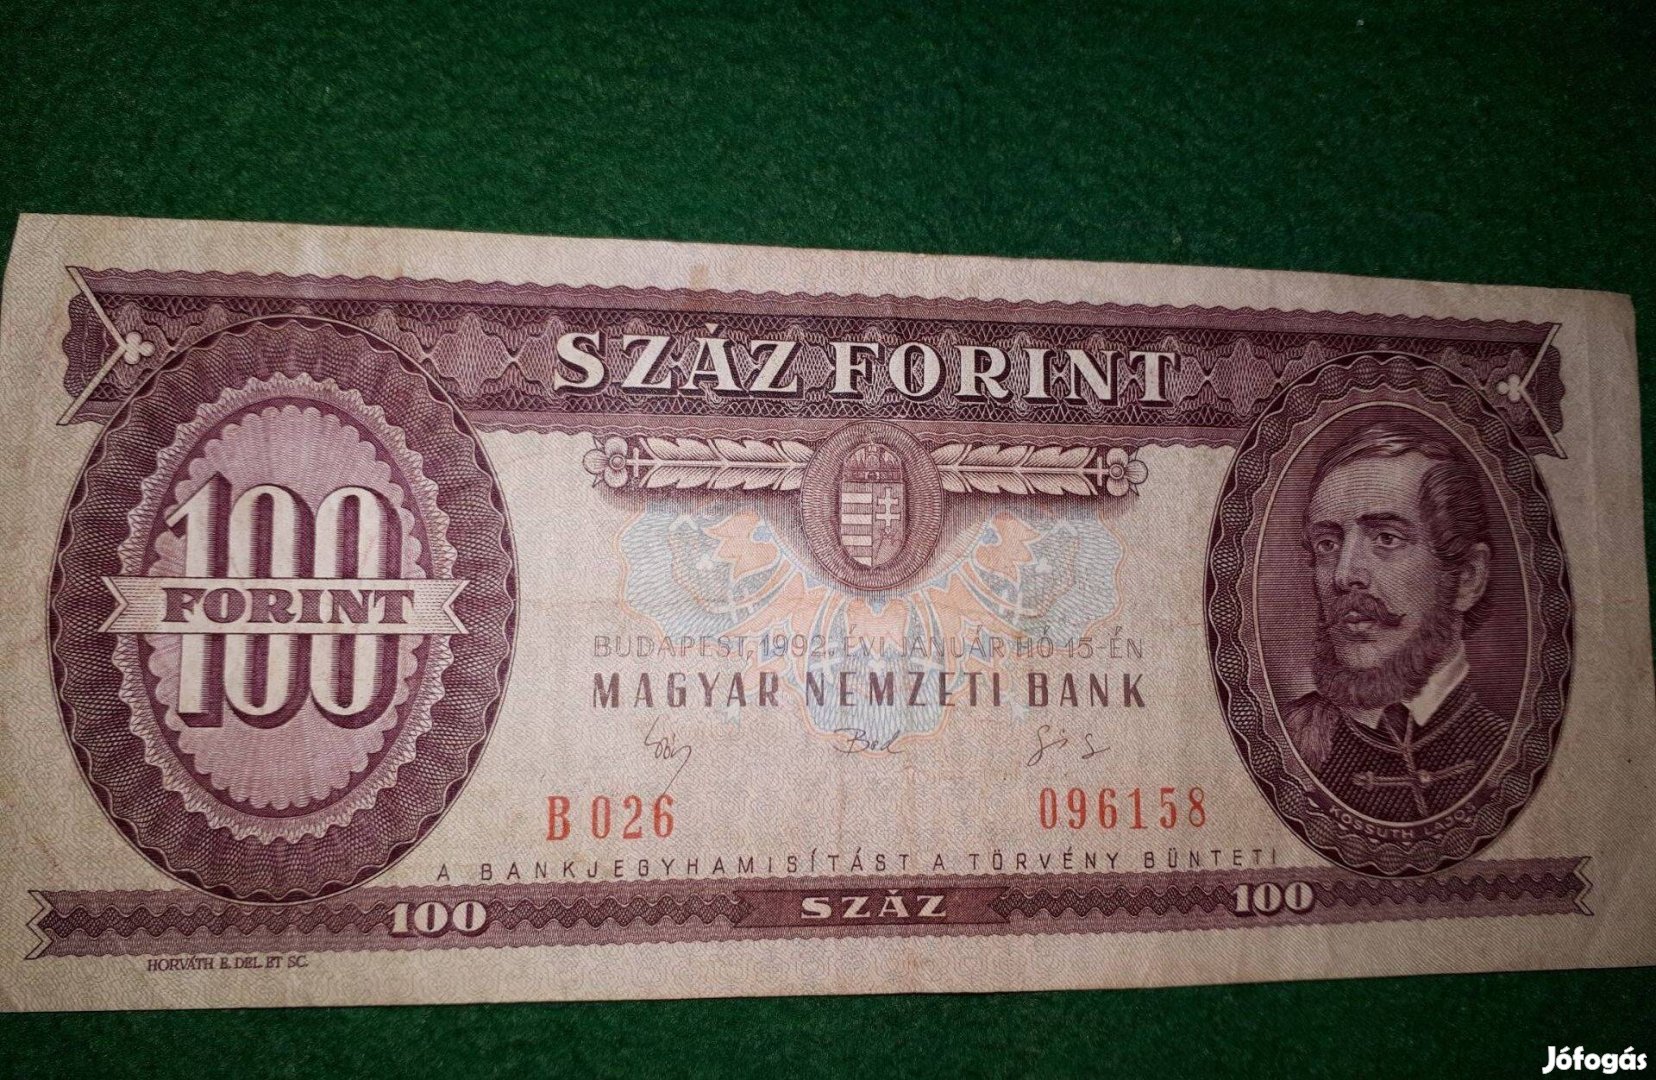 SZÁZ FORINT
100
FORINT
BUDAPEST, 1992. ÉVI JANUÁR HÓ 15-ÉN
MAGYAR NEMZETI BANK
B 026
096158
KOSSUTH LAJOS
A BANKJEGYHAMISÍTÁST A TÖRVÉNY BÜNTETI
100
SZÁZ
100
HORVÁTH E. DEL. ET SC.
Jófogás